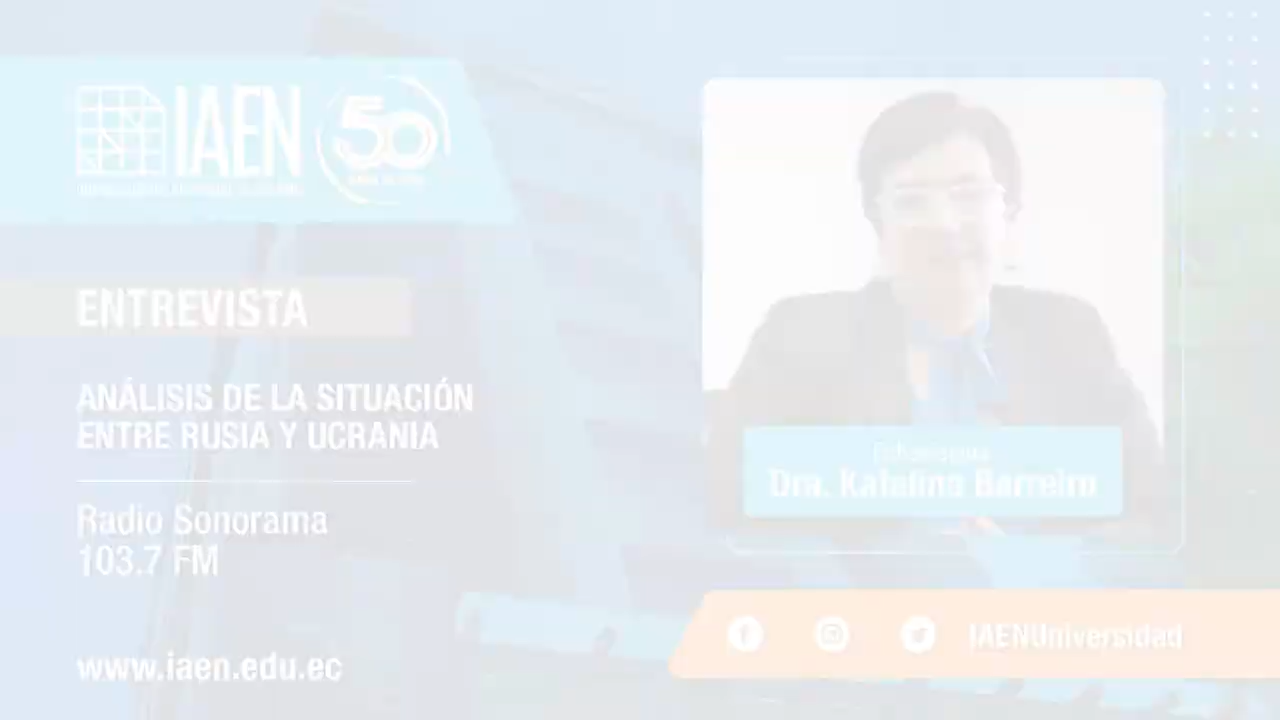 IAEN
50
ENTREVISTA
ANÁLISIS DE LA SITUACIÓN
ENTRE RUSIA Y UCRANIA
Radio Sonorama
103.7 FM
www.iaen.edu.ec
Dra. Katalina Barreiro
IAENUniversidad